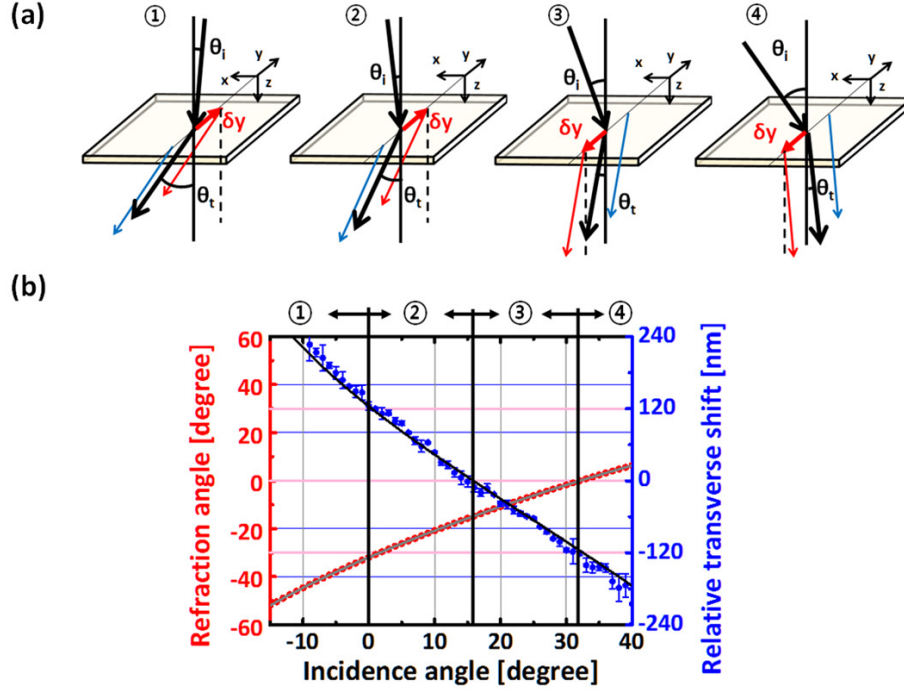 (a)
① ② ③ ④
θi θi θi θi
y y y y
x x x x
z z z z
δy δy δy δy
θt θt θt θt
(b)
① ② ③ ④
60 240
40
20 120
0 0
-20
-40 -120
-60 -240
Refraction angle [degree]
Relative transverse shift [nm]
-10 0 10 20 30 40
Incidence angle [degree]